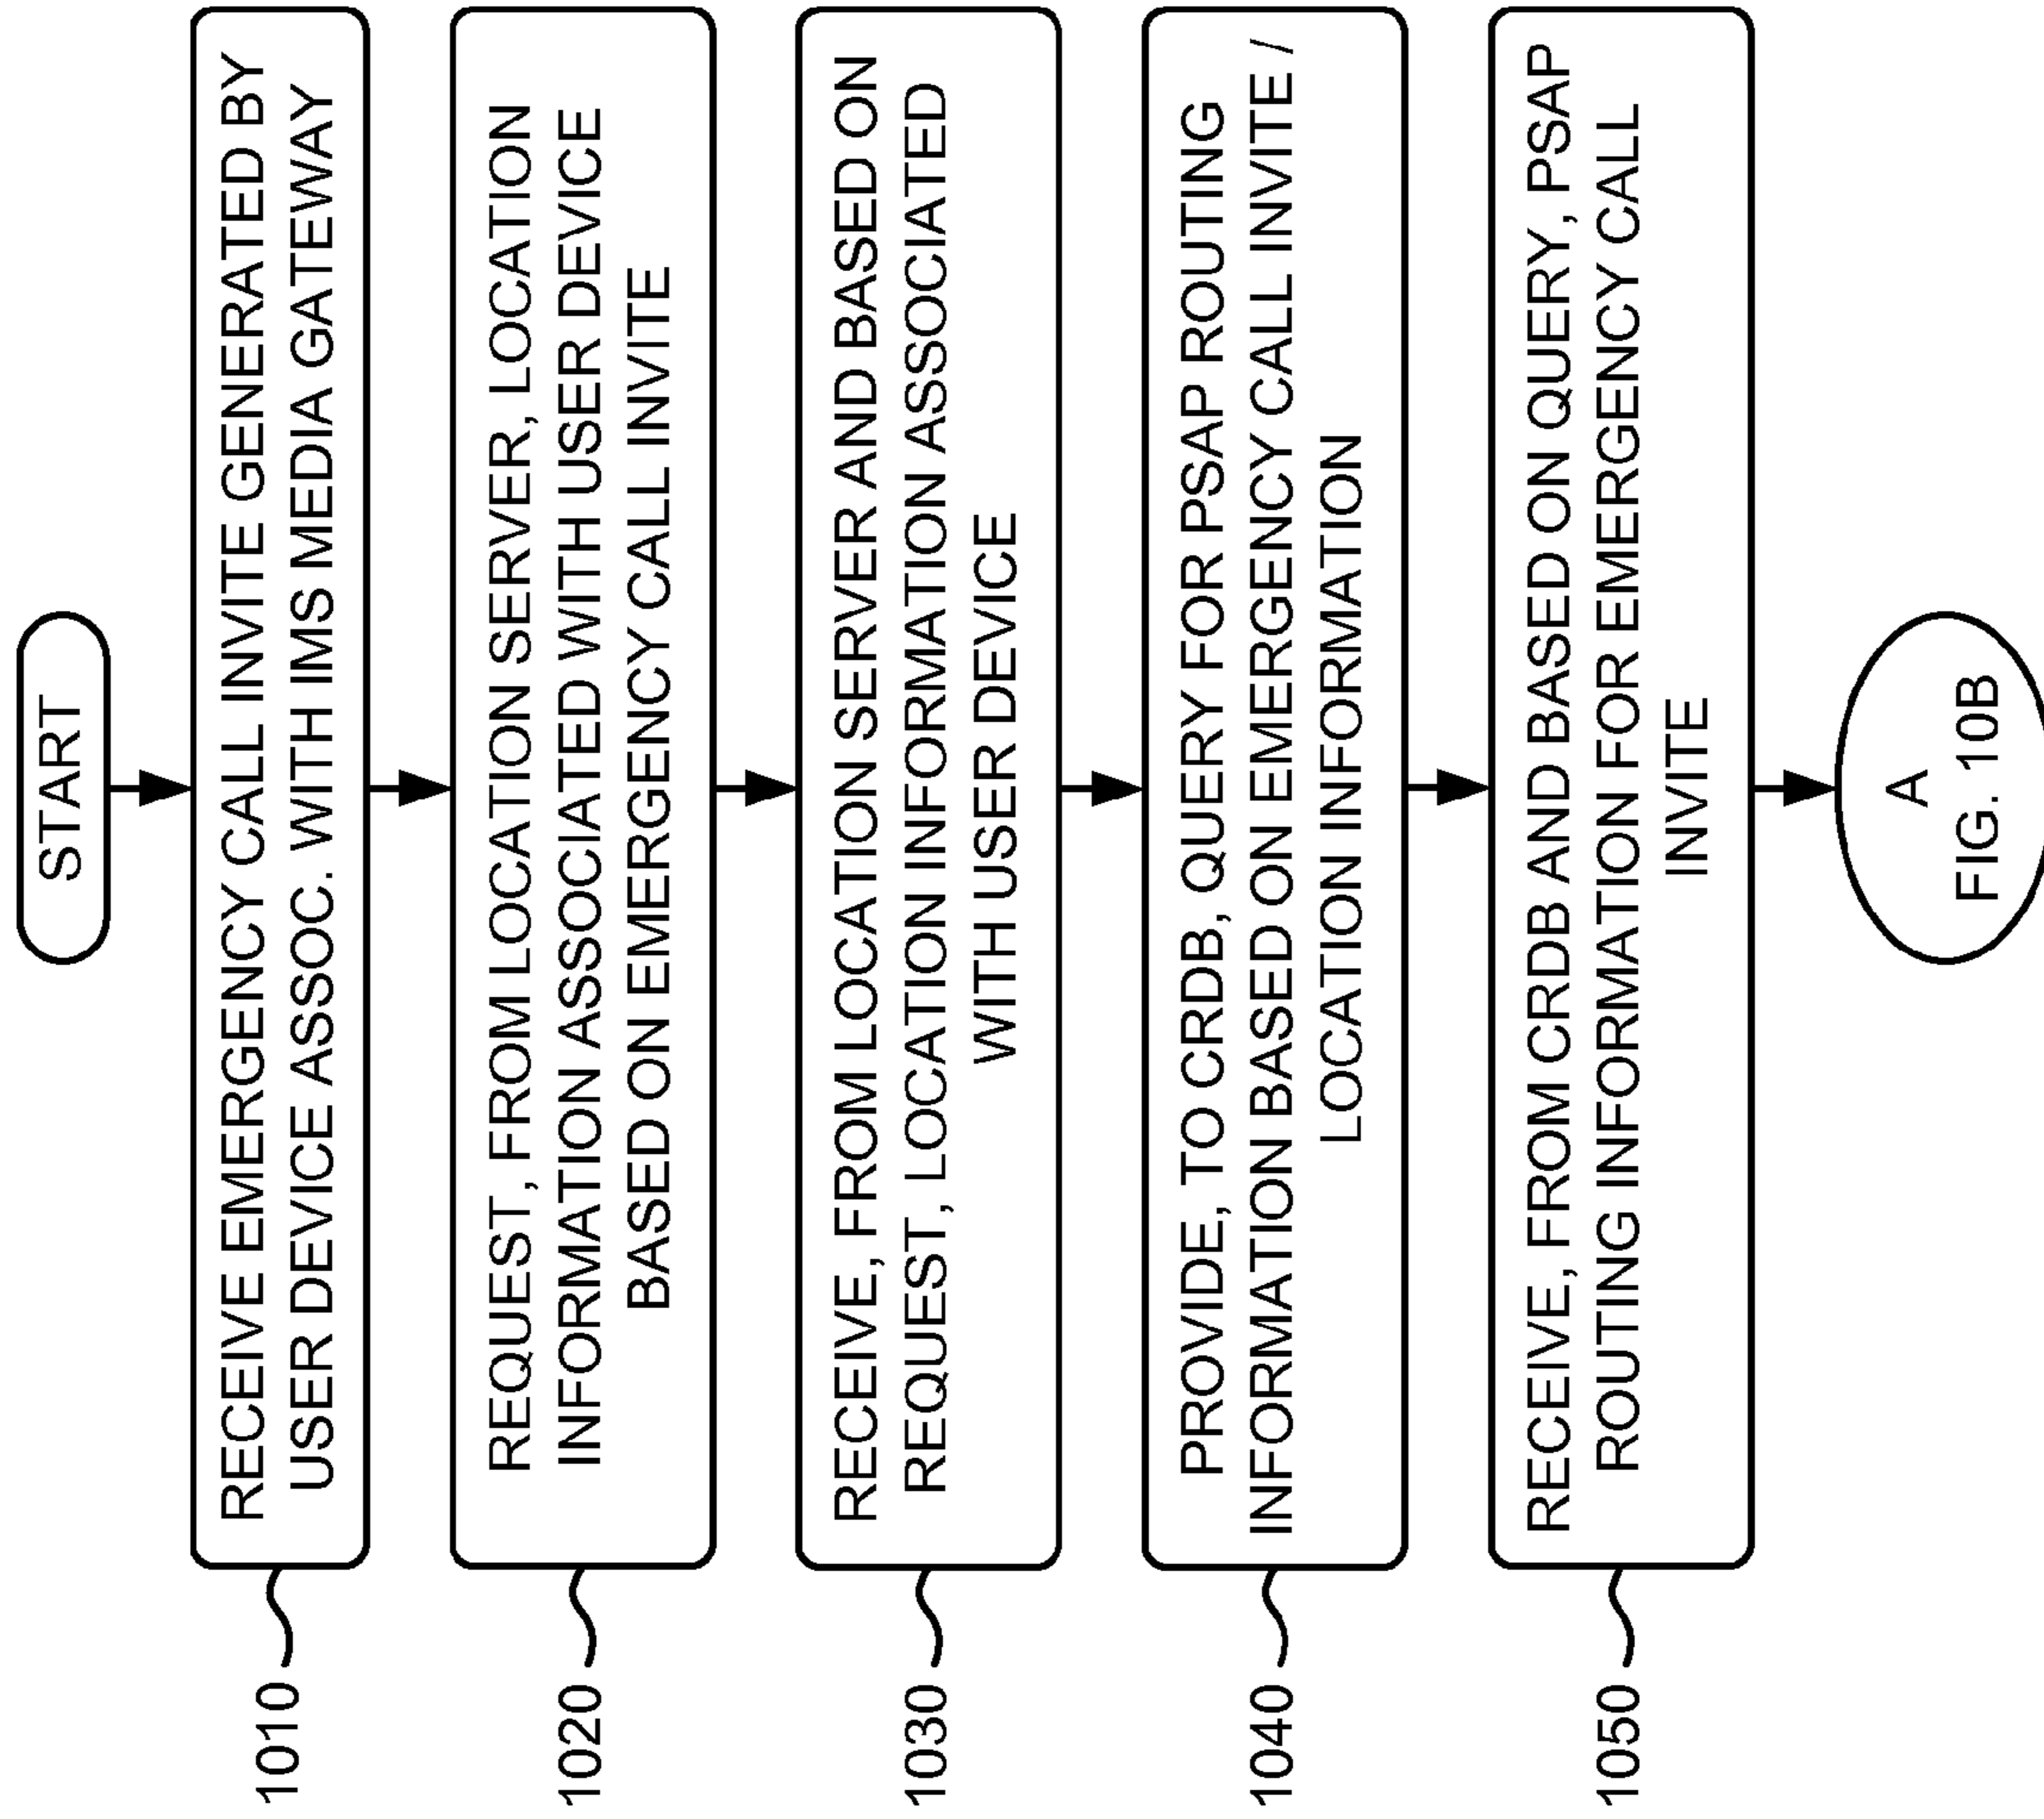 START
RECEIVE EMERGENCY CALL INVITE GENERATED BY
USER DEVICE ASSOC. WITH IMS MEDIA GATEWAY
1010
REQUEST, FROM LOCATION SERVER, LOCATION
INFORMATION ASSOCIATED WITH USER DEVICE
BASED ON EMERGENCY CALL INVITE
1020
RECEIVE, FROM LOCATION SERVER AND BASED ON
REQUEST, LOCATION INFORMATION ASSOCIATED
WITH USER DEVICE
1030
PROVIDE, TO CRDB, QUERY FOR PSAP ROUTING
INFORMATION BASED ON EMERGENCY CALL INVITE /
LOCATION INFORMATION
1040
RECEIVE, FROM CRDB AND BASED ON QUERY, PSAP
ROUTING INFORMATION FOR EMERGENCY CALL
INVITE
1050
A
FIG. 10B